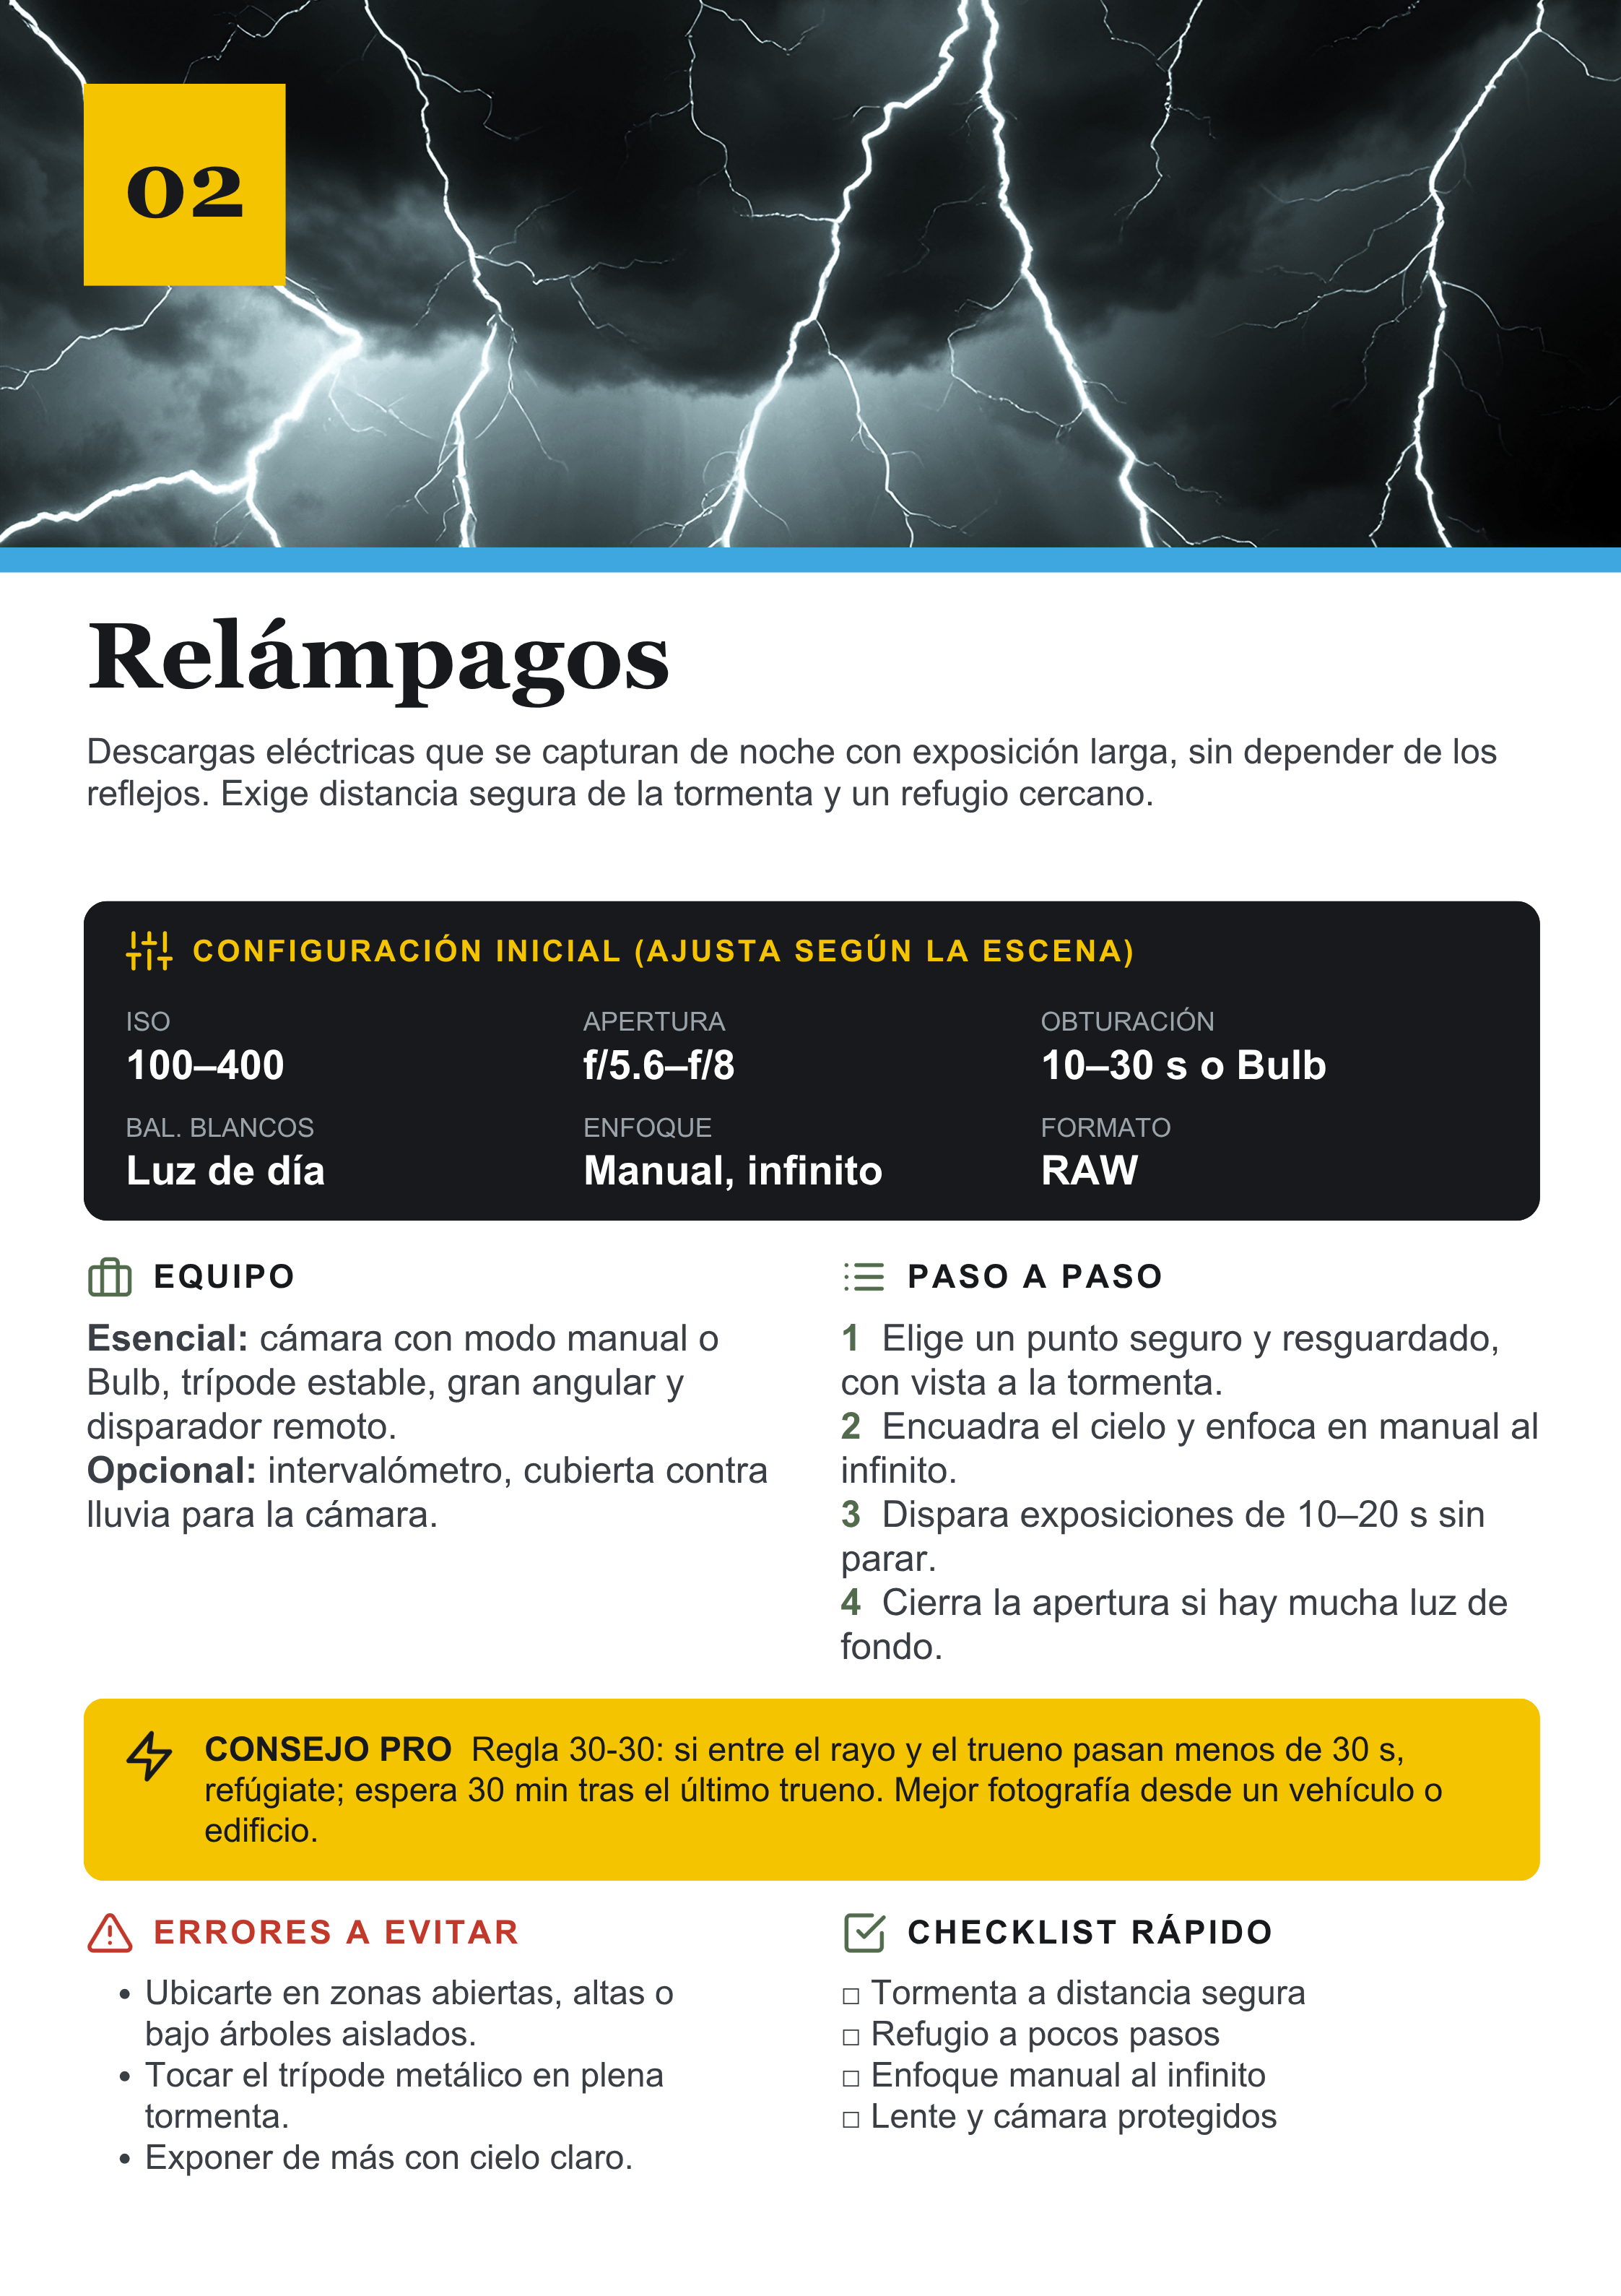 02
Relámpagos
Descargas eléctricas que se capturan de noche con exposición larga, sin depender de los
reflejos. Exige distancia segura de la tormenta y un refugio cercano.
CONFIGURACIÓN INICIAL (AJUSTA SEGÚN LA ESCENA)
ISO
100–400
APERTURA
f/5.6–f/8
OBTURACIÓN
10–30 s o Bulb
BAL. BLANCOS
Luz de día
ENFOQUE
Manual, infinito
FORMATO
RAW
EQUIPO
Esencial: cámara con modo manual o
Bulb, trípode estable, gran angular y
disparador remoto.
Opcional: intervalómetro, cubierta contra
lluvia para la cámara.
PASO A PASO
1 Elige un punto seguro y resguardado,
con vista a la tormenta.
2 Encuadra el cielo y enfoca en manual al
infinito.
3 Dispara exposiciones de 10–20 s sin
parar.
4 Cierra la apertura si hay mucha luz de
fondo.
CONSEJO PRO Regla 30-30: si entre el rayo y el trueno pasan menos de 30 s,
refúgiate; espera 30 min tras el último trueno. Mejor fotografía desde un vehículo o
edificio.
ERRORES A EVITAR
• Ubicarte en zonas abiertas, altas o
bajo árboles aislados.
• Tocar el trípode metálico en plena
tormenta.
• Exponer de más con cielo claro.
CHECKLIST RÁPIDO
□ Tormenta a distancia segura
□ Refugio a pocos pasos
□ Enfoque manual al infinito
□ Lente y cámara protegidos